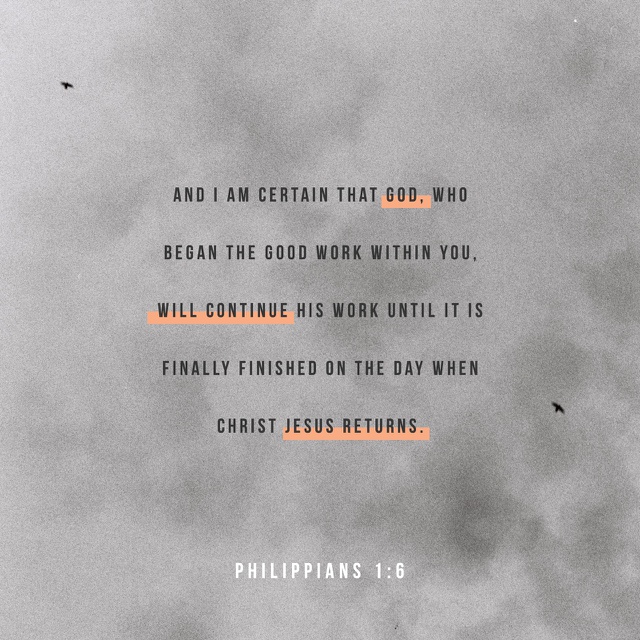 AND I AM CERTAIN THAT GOD, WHO
BEGAN THE GOOD WORK WITHIN YOU,
WILL CONTINUE HIS WORK UNTIL IT IS
FINALLY FINISHED ON THE DAY WHEN
CHRIST JESUS RETURNS.
PHILIPPIANS 1:6